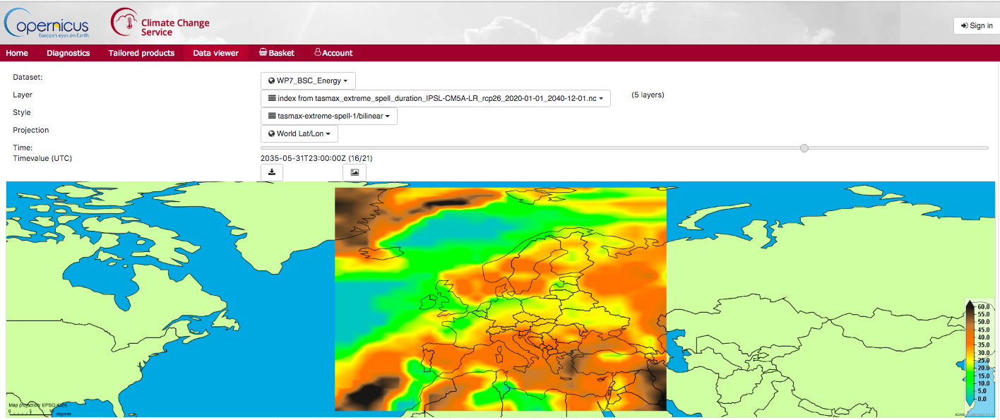 opernicus
Europe's eyes on Earth
Climate Change
Service
Sign in
Home Diagnostics Tailored products Data viewer Basket Account
Dataset: WP7_BSC_Energy
Layer index from tasmax_extreme_spell_duration_IPSL-CM5A-LR_rcp26_2020-01-01_2040-12-01.nc (5 layers)
Style tasmax-extreme-spell-1/bilinear
Projection World Lat/Lon
Time:
Timevalue (UTC) 2035-05-31T23:00:00Z (16/21)
60.0
55.0
50.0
45.0
40.0
35.0
30.0
25.0
20.0
15.0
10.0
5.0
0.0
Map projection: EPSG:4326
0 5 10
degrees